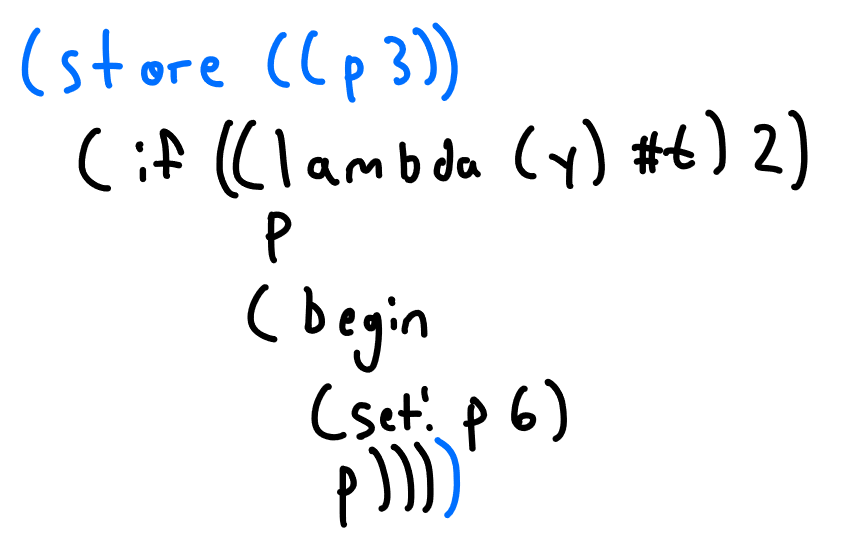 (store ((p 3))
(if ((lambda (y) #t) 2)
p
(begin
(set! p 6)
p))))